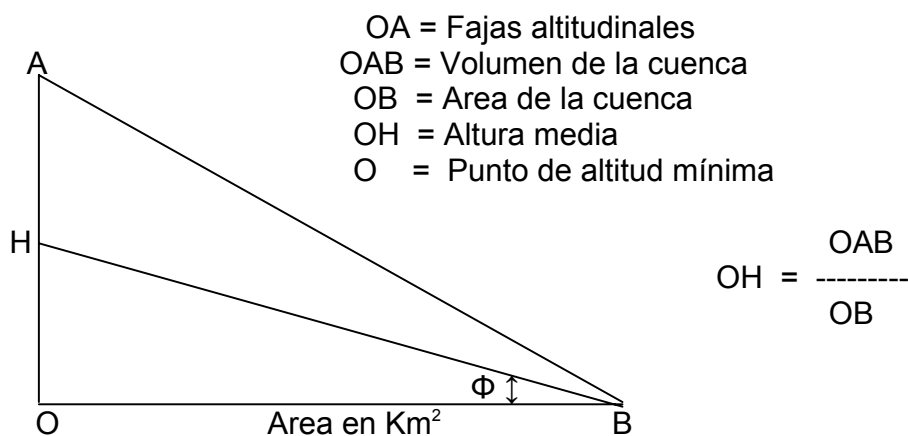 OA = Fajas altitudinales
OAB = Volumen de la cuenca
OB = Area de la cuenca
OH = Altura media
O = Punto de altitud mínima
A
H
OAB
OH = ---------
OB
Φ ↕
O Area en Km² B